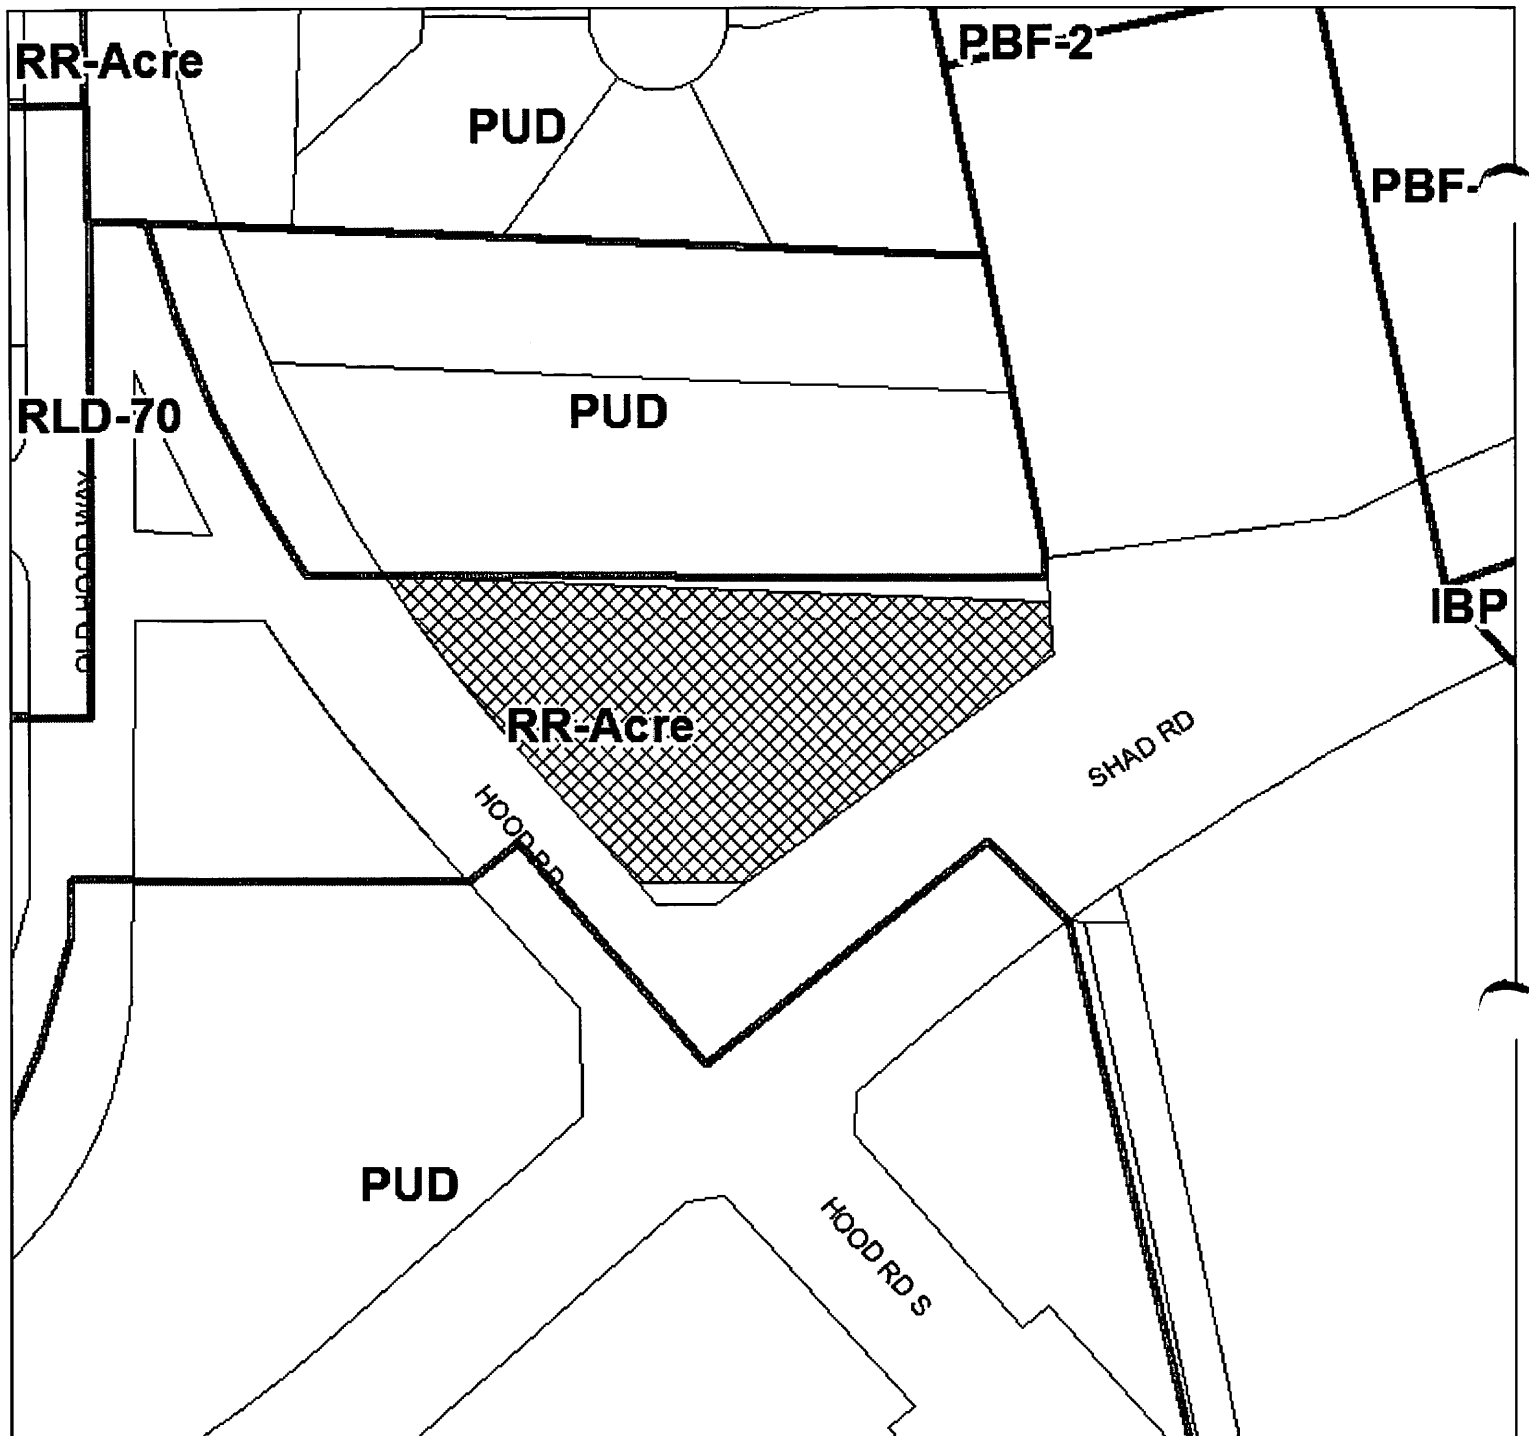 RR-Acre
PBF-2
PUD
PBF-
RLD-70
PUD
OLD HOOD WAY
IBP
RR-Acre
SHAD RD
HOOD RD
PUD
HOOD RD S